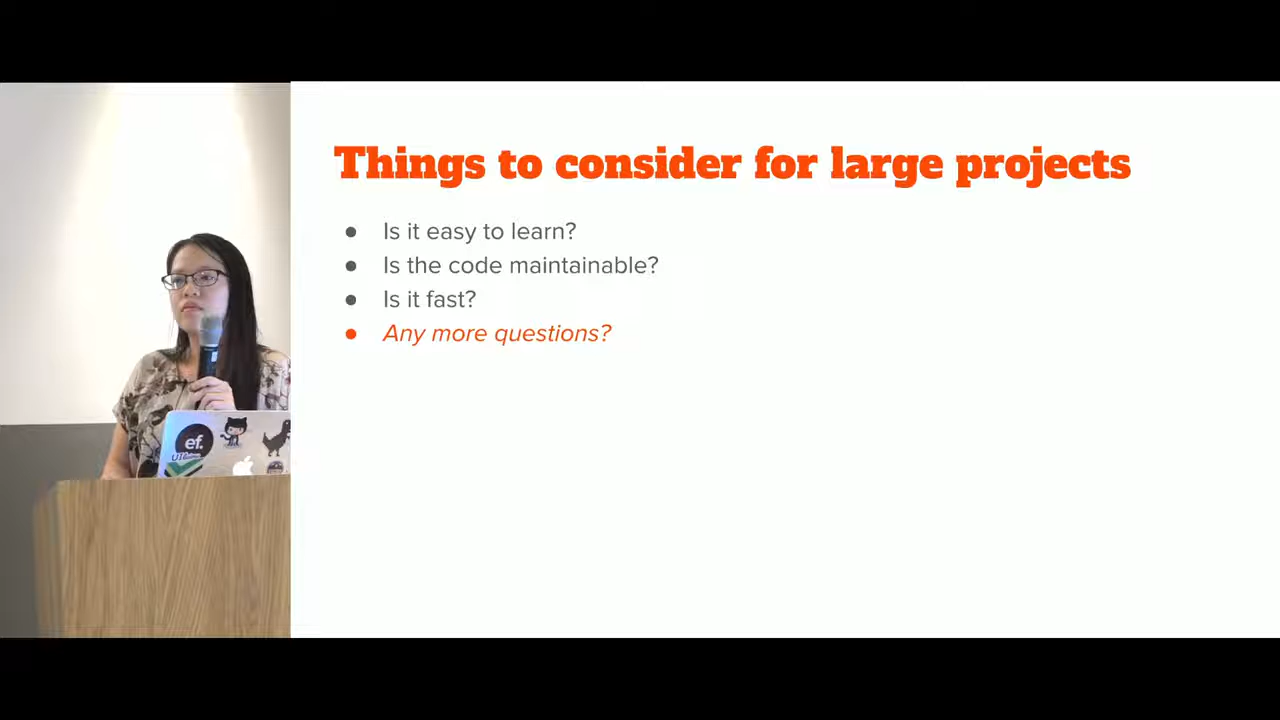 Things to consider for large projects
Is it easy to learn?
Is the code maintainable?
Is it fast?
Any more questions?
ef.